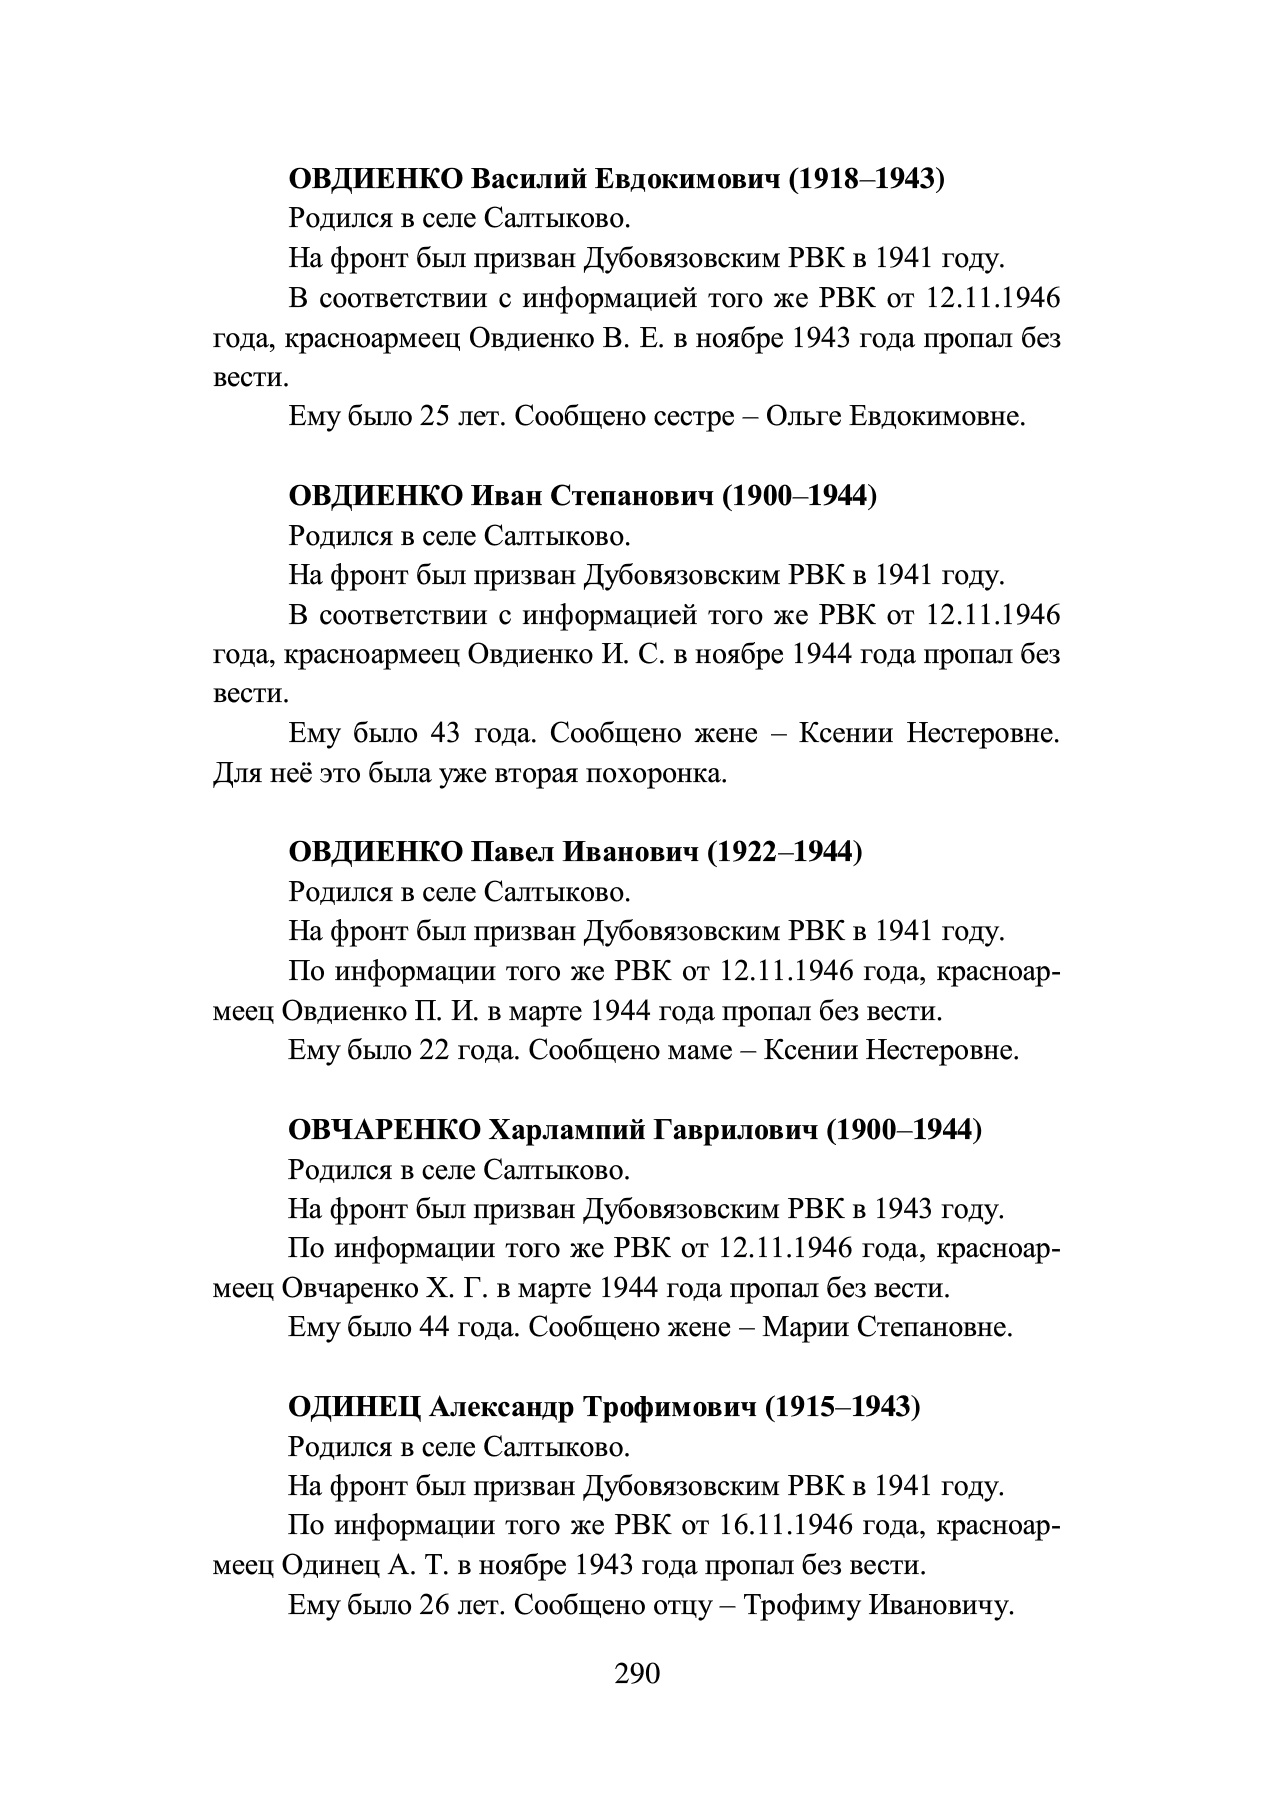 ОВДИЕНКО Василий Евдокимович (1918–1943)
Родился в селе Салтыково.
На фронт был призван Дубовязовским РВК в 1941 году.
В соответствии с информацией того же РВК от 12.11.1946
года, красноармеец Овдиенко В. Е. в ноябре 1943 года пропал без
вести.
Ему было 25 лет. Сообщено сестре – Ольге Евдокимовне.
ОВДИЕНКО Иван Степанович (1900–1944)
Родился в селе Салтыково.
На фронт был призван Дубовязовским РВК в 1941 году.
В соответствии с информацией того же РВК от 12.11.1946
года, красноармеец Овдиенко И. С. в ноябре 1944 года пропал без
вести.
Ему было 43 года. Сообщено жене – Ксении Нестеровне.
Для неё это была уже вторая похоронка.
ОВДИЕНКО Павел Иванович (1922–1944)
Родился в селе Салтыково.
На фронт был призван Дубовязовским РВК в 1941 году.
По информации того же РВК от 12.11.1946 года, красноар-
меец Овдиенко П. И. в марте 1944 года пропал без вести.
Ему было 22 года. Сообщено маме – Ксении Нестеровне.
ОВЧАРЕНКО Харлампий Гаврилович (1900–1944)
Родился в селе Салтыково.
На фронт был призван Дубовязовским РВК в 1943 году.
По информации того же РВК от 12.11.1946 года, красноар-
меец Овчаренко Х. Г. в марте 1944 года пропал без вести.
Ему было 44 года. Сообщено жене – Марии Степановне.
ОДИНЕЦ Александр Трофимович (1915–1943)
Родился в селе Салтыково.
На фронт был призван Дубовязовским РВК в 1941 году.
По информации того же РВК от 16.11.1946 года, красноар-
меец Одинец А. Т. в ноябре 1943 года пропал без вести.
Ему было 26 лет. Сообщено отцу – Трофиму Ивановичу.
290